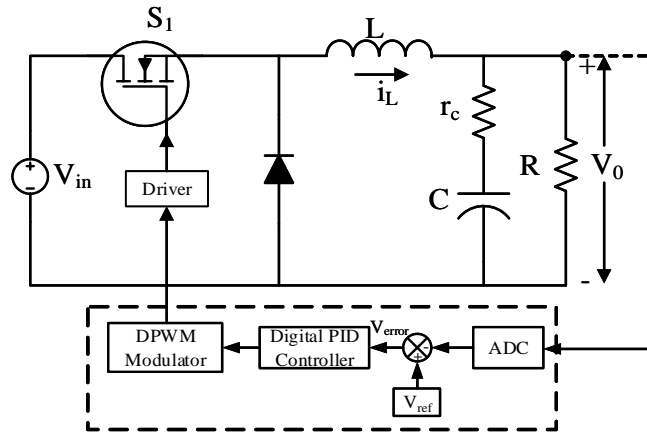 S1
L
+
iL
rc
Vin
+
-
Driver
R
V0
C
-
DPWM
Modulator
Digital PID
Controller
Verror
-
+
ADC
Vref